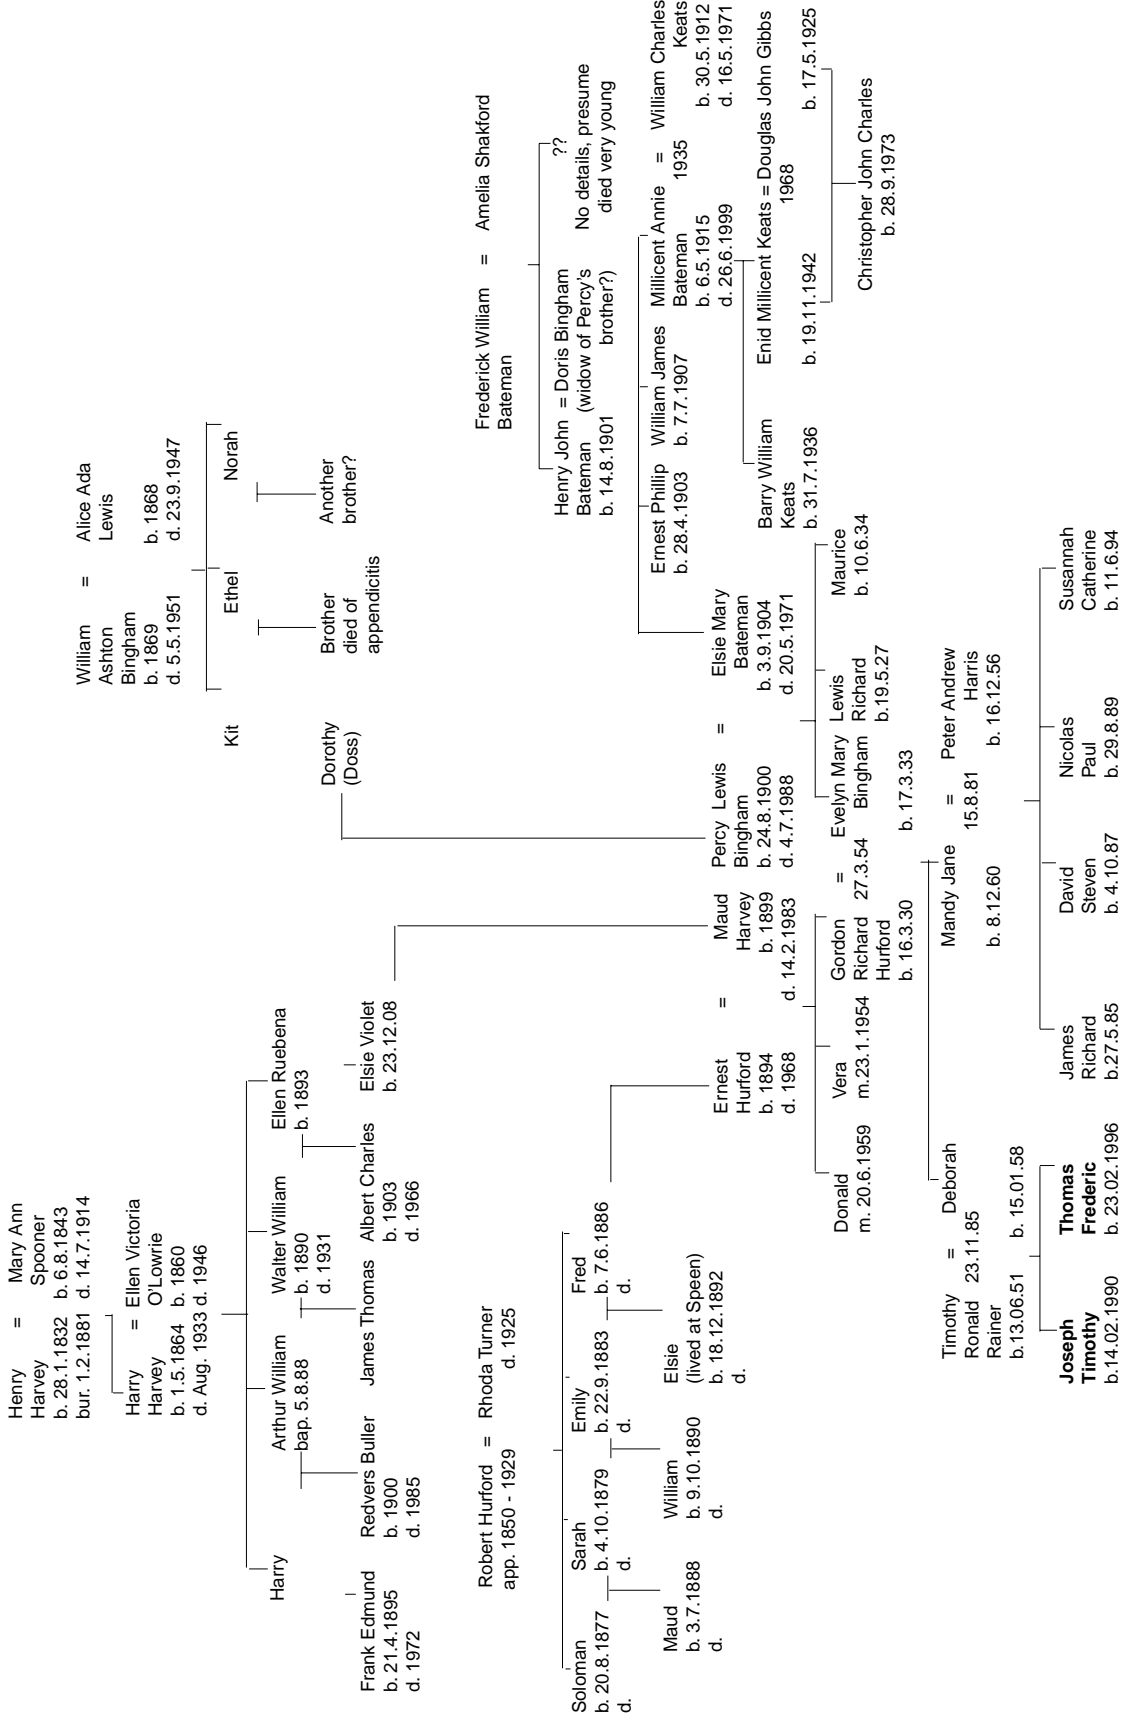 Henry = Mary Ann
Harvey Spooner
b. 28.1.1832 b. 6.8.1843
bur. 1.2.1881 d. 14.7.1914
Harry = Ellen Victoria
Harvey O'Lowrie
b. 1.5.1864 b. 1860
d. Aug. 1933 d. 1946
Harry
Arthur William
bap. 5.8.88
Walter William
b. 1890
d. 1931
Ellen Ruebena
b. 1893
Frank Edmund
b. 21.4.1895
d. 1972
Redvers Buller
b. 1900
d. 1985
James Thomas
Albert Charles
b. 1903
d. 1966
Elsie Violet
b. 23.12.08
William = Alice Ada
Ashton Lewis
Bingham
b. 1869 b. 1868
d. 5.5.1951 d. 23.9.1947
Kit
Ethel
Norah
Dorothy
(Doss)
Brother
died of
appendicitis
Another
brother?
Robert Hurford = Rhoda Turner
app. 1850 - 1929 d. 1925
Soloman
b. 20.8.1877
d.
Sarah
b. 4.10.1879
d.
Emily
b. 22.9.1883
d.
Fred
b. 7.6.1886
d.
Maud
b. 3.7.1888
d.
William
b. 9.10.1890
d.
Elsie
(lived at Speen)
b. 18.12.1892
d.
Frederick William = Amelia Shakford
Bateman
Henry John = Doris Bingham
Bateman (widow of Percy's
b. 14.8.1901 brother?)
??
No details, presume
died very young
Ernest Phillip
b. 28.4.1903
William James
b. 7.7.1907
Millicent Annie = William Charles
Bateman 1935 Keats
b. 6.5.1915 b. 30.5.1912
d. 26.6.1999 d. 16.5.1971
Barry William
Keats
b. 31.7.1936
Enid Millicent Keats = Douglas John Gibbs
1968
b. 19.11.1942 b. 17.5.1925
Christopher John Charles
b. 28.9.1973
Ernest = Maud
Hurford Harvey
b. 1894 b. 1899
d. 1968 d. 14.2.1983
Percy Lewis = Elsie Mary
Bingham Bateman
b. 24.8.1900 b. 3.9.1904
d. 4.7.1988 d. 20.5.1971
Donald
m. 20.6.1959
Vera
m.23.1.1954
Gordon = Evelyn Mary
Richard 27.3.54 Bingham
Hurford
b. 16.3.30 b. 17.3.33
Lewis
Richard
b.19.5.27
Maurice
b. 10.6.34
Timothy = Deborah
Ronald 23.11.85
Rainer
b.13.06.51 b. 15.01.58
Mandy Jane = Peter Andrew
15.8.81 Harris
b. 8.12.60 b. 16.12.56
Joseph
Timothy
b.14.02.1990
Thomas
Frederic
b. 23.02.1996
James
Richard
b.27.5.85
David
Steven
b. 4.10.87
Nicolas
Paul
b. 29.8.89
Susannah
Catherine
b. 11.6.94